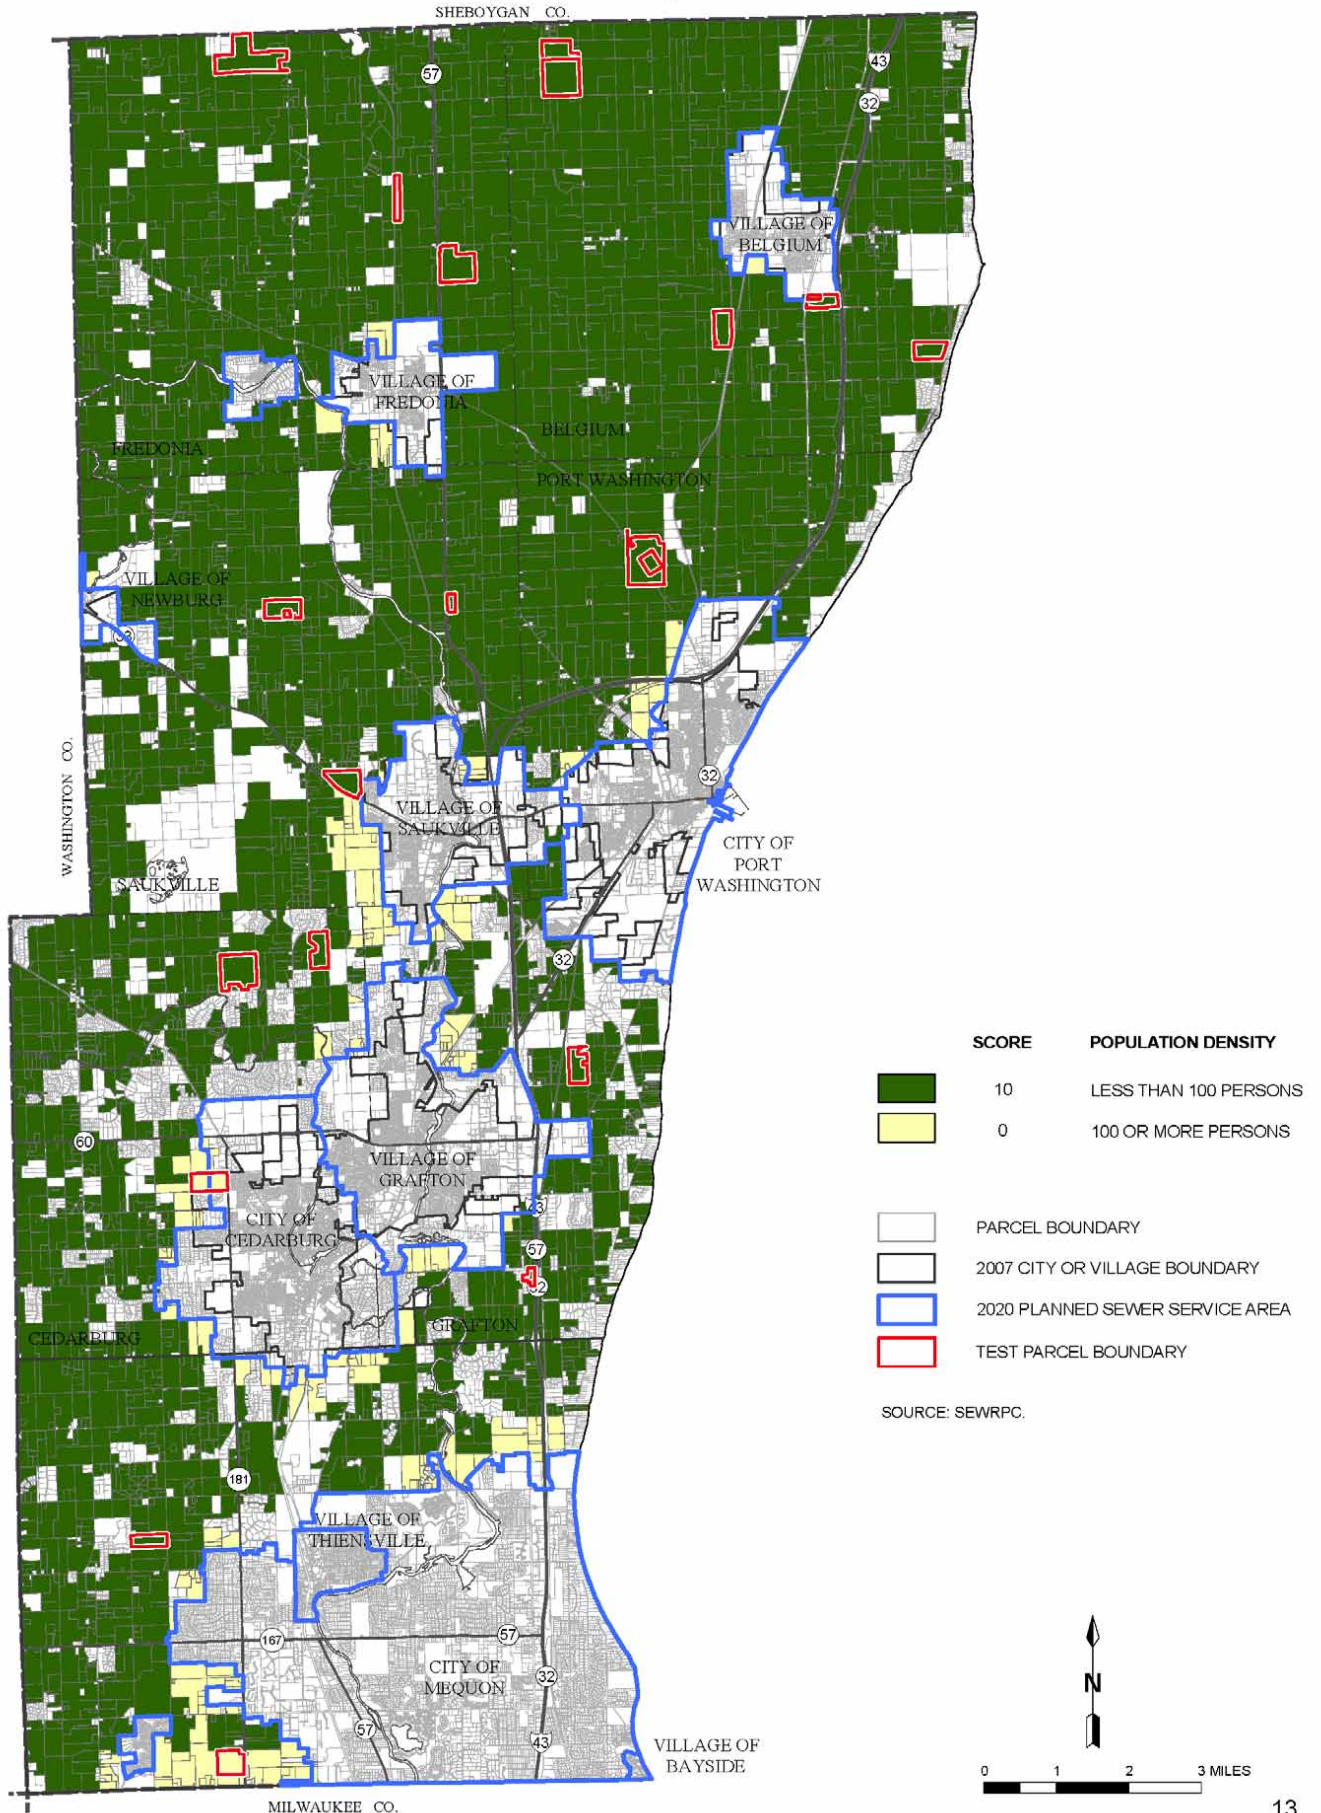 SHEBOYGAN CO.
43
57
32
VILLAGE OF
BELGIUM
VILLAGE OF
FREDONIA
BELGIUM
FREDONIA
PORT WASHINGTON
VILLAGE OF
NEWBURG
33
WASHINGTON CO.
32
VILLAGE OF
SAUKVILLE
CITY OF
PORT
WASHINGTON
SAUKVILLE
32
SCORE POPULATION DENSITY
10 LESS THAN 100 PERSONS
0 100 OR MORE PERSONS
60
VILLAGE OF
GRAFTON
43
CITY OF
CEDARBURG
PARCEL BOUNDARY
57
2007 CITY OR VILLAGE BOUNDARY
32
2020 PLANNED SEWER SERVICE AREA
GRAFTON
CEDARBURG
TEST PARCEL BOUNDARY
SOURCE: SEWRPC.
181
VILLAGE OF
THIENSVILLE
167
57
CITY OF
MEQUON
32
N
57
43
VILLAGE OF
BAYSIDE
0 1 2 3 MILES
MILWAUKEE CO.
13